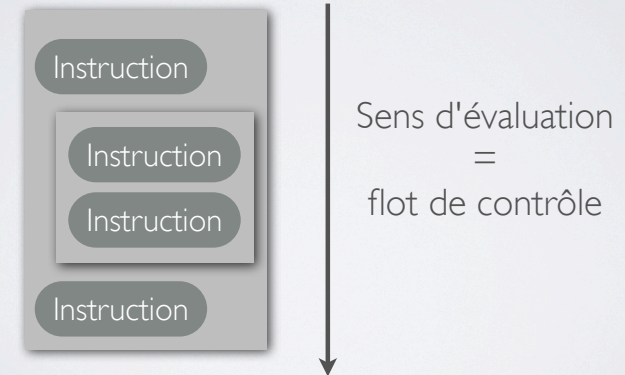 Instruction
Instruction
Instruction
Instruction
Sens d'évaluation
=
flot de contrôle